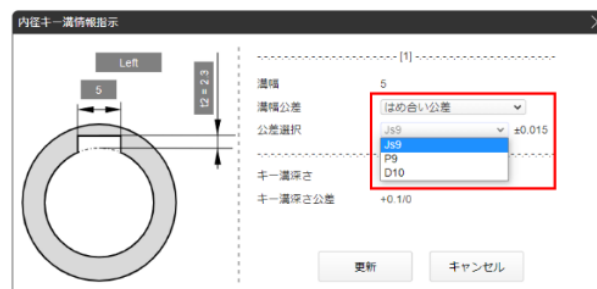 内径キー溝情報指示
Left
5
t2 = 2.3
[1]
溝幅 5
溝幅公差 はめ合い公差
公差選択 Js9 ±0.015
Js9
P9
D10
キー溝深さ
キー溝深さ公差 +0.1/0
更新 キャンセル